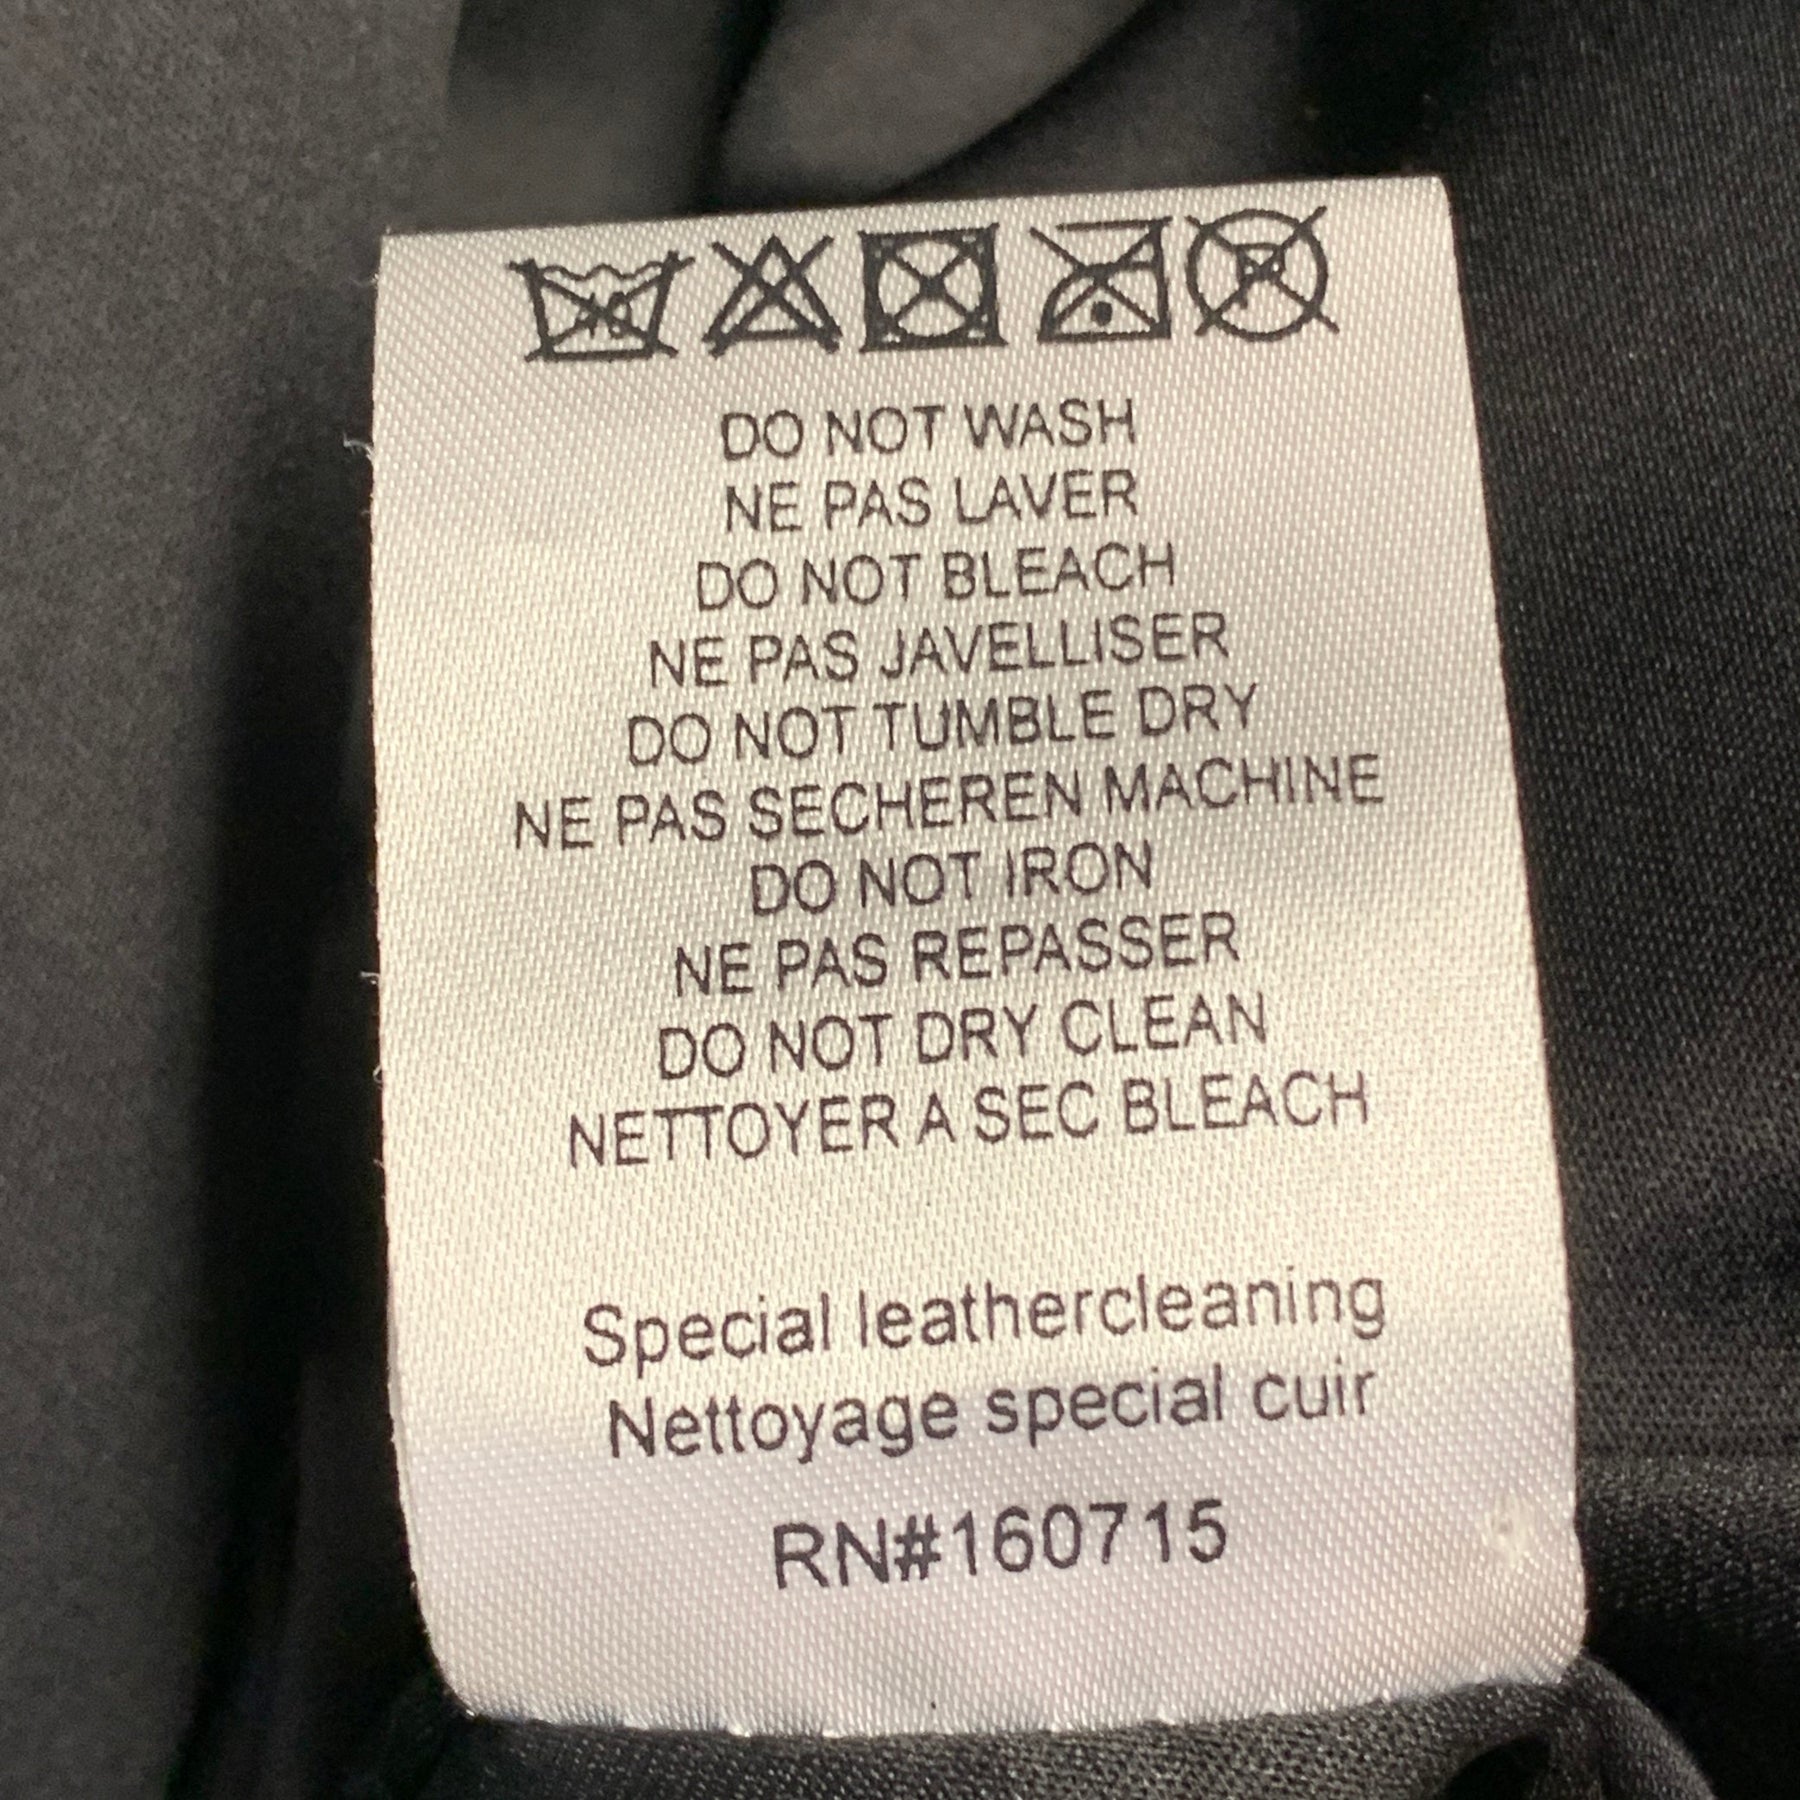 DO NOT WASH
NE PAS LAVER
DO NOT BLEACH
NE PAS JAVELLISER
DO NOT TUMBLE DRY
NE PAS SECHEREN MACHINE
DO NOT IRON
NE PAS REPASSER
DO NOT DRY CLEAN
NETTOYER A SEC BLEACH
Special leathercleaning
Nettoyage special cuir
RN#160715